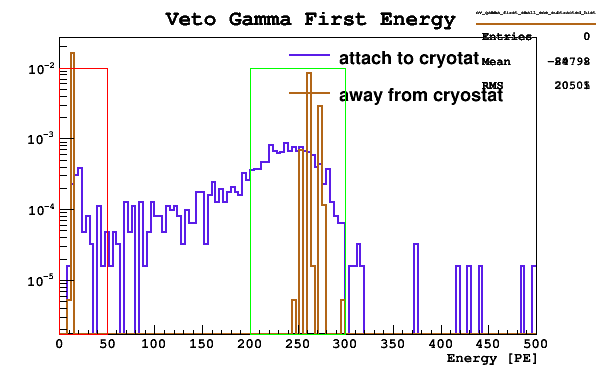 Veto Gamma First Energy
Entries 0
Mean
RMS
attach to cryotat
away from cryostat
10⁻²
10⁻³
10⁻⁴
10⁻⁵
0 50 100 150 200 250 300 350 400 450 500
Energy [PE]